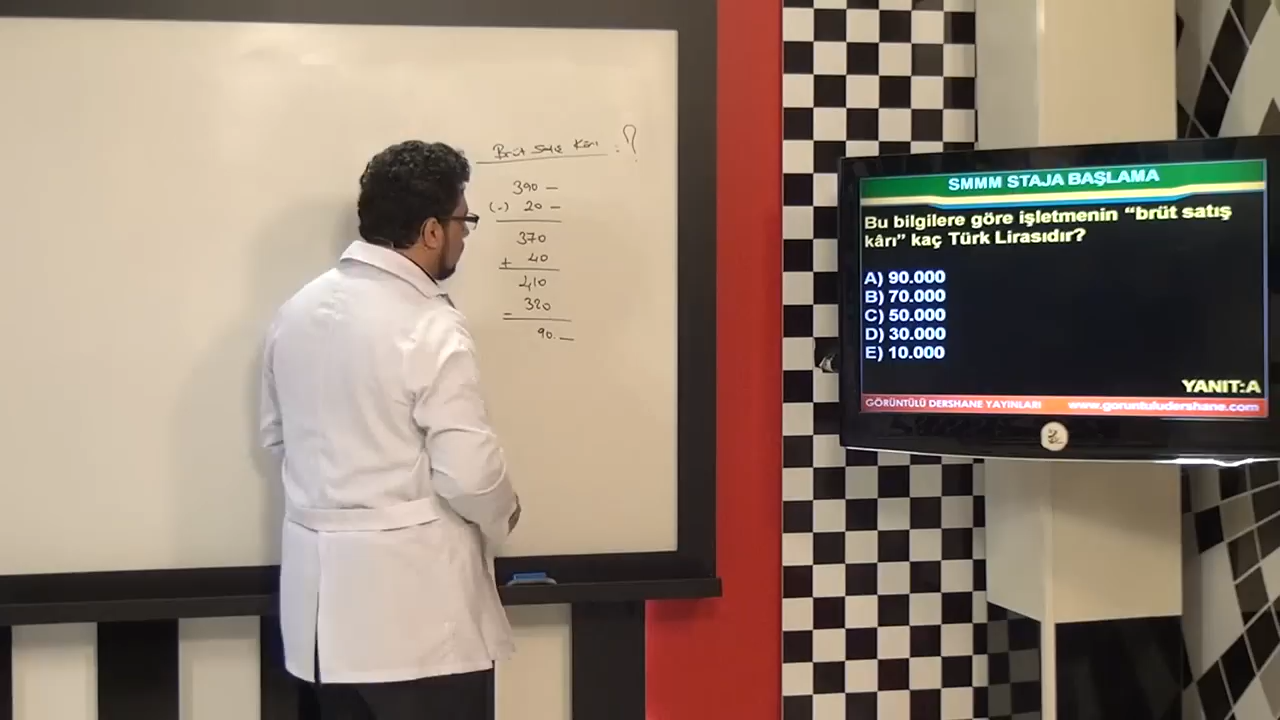 Brüt Satış Kârı = ?
390 —
(-) 20 —
370
+ 40
410
- 320
90. —
SMMM STAJA BAŞLAMA
Bu bilgilere göre işletmenin “brüt satış
kârı” kaç Türk Lirasıdır?
A) 90.000
B) 70.000
C) 50.000
D) 30.000
E) 10.000
YANIT:A
GÖRÜNTÜLÜ DERSHANE YAYINLARI www.goruntuludershane.com